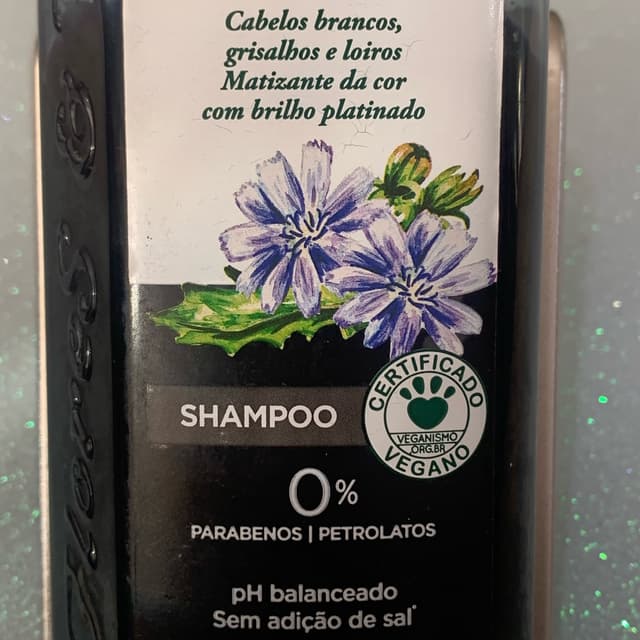 Cabelos brancos,
grisalhos e loiros
Matizante da cor
com brilho platinado
CERTIFICADO
VEGANISMO
.ORG.BR
VEGANO
SHAMPOO
0%
PARABENOS | PETROLATOS
pH balanceado
Sem adição de sal*
Flores &